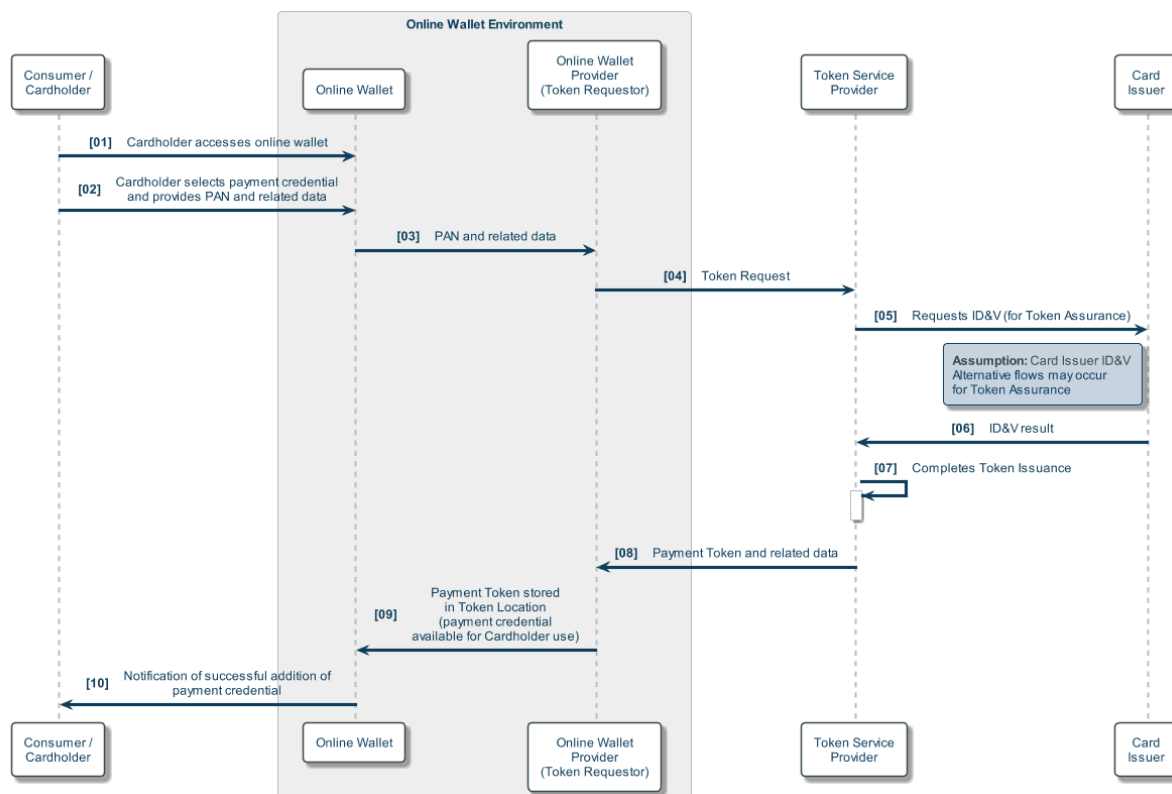 Online Wallet Environment
Consumer /
Cardholder
Online Wallet
Online Wallet
Provider
(Token Requestor)
Token Service
Provider
Card
Issuer
[01] Cardholder accesses online wallet
[02] Cardholder selects payment credential
and provides PAN and related data
[03] PAN and related data
[04] Token Request
[05] Requests ID&V (for Token Assurance)
Assumption: Card Issuer ID&V
Alternative flows may occur
for Token Assurance
[06] ID&V result
[07] Completes Token Issuance
[08] Payment Token and related data
[09] Payment Token stored
in Token Location
(payment credential
available for Cardholder use)
[10] Notification of successful addition of
payment credential
Consumer /
Cardholder
Online Wallet
Online Wallet
Provider
(Token Requestor)
Token Service
Provider
Card
Issuer